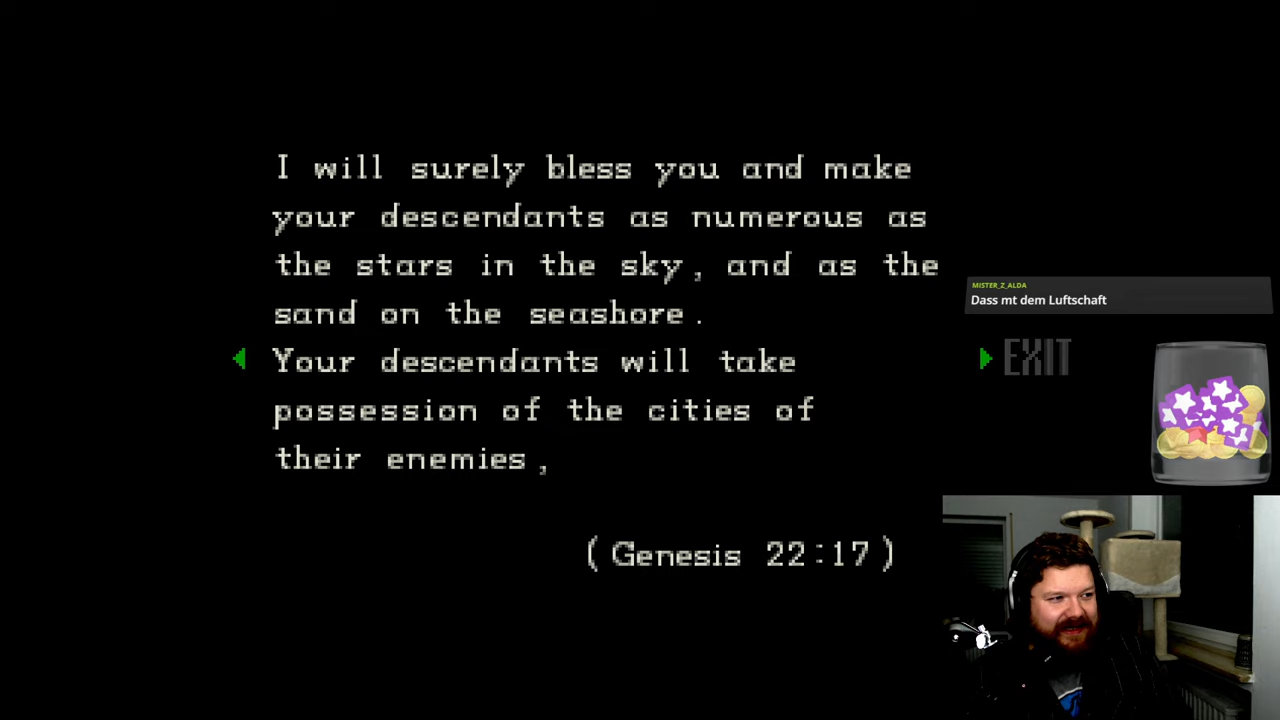 I will surely bless you and make
your descendants as numerous as
the stars in the sky, and as the
sand on the seashore.
Your descendants will take
possession of the cities of
their enemies,
(Genesis 22:17)
EXIT
MISTER_Z_ALDA
Dass mt dem Luftschaft